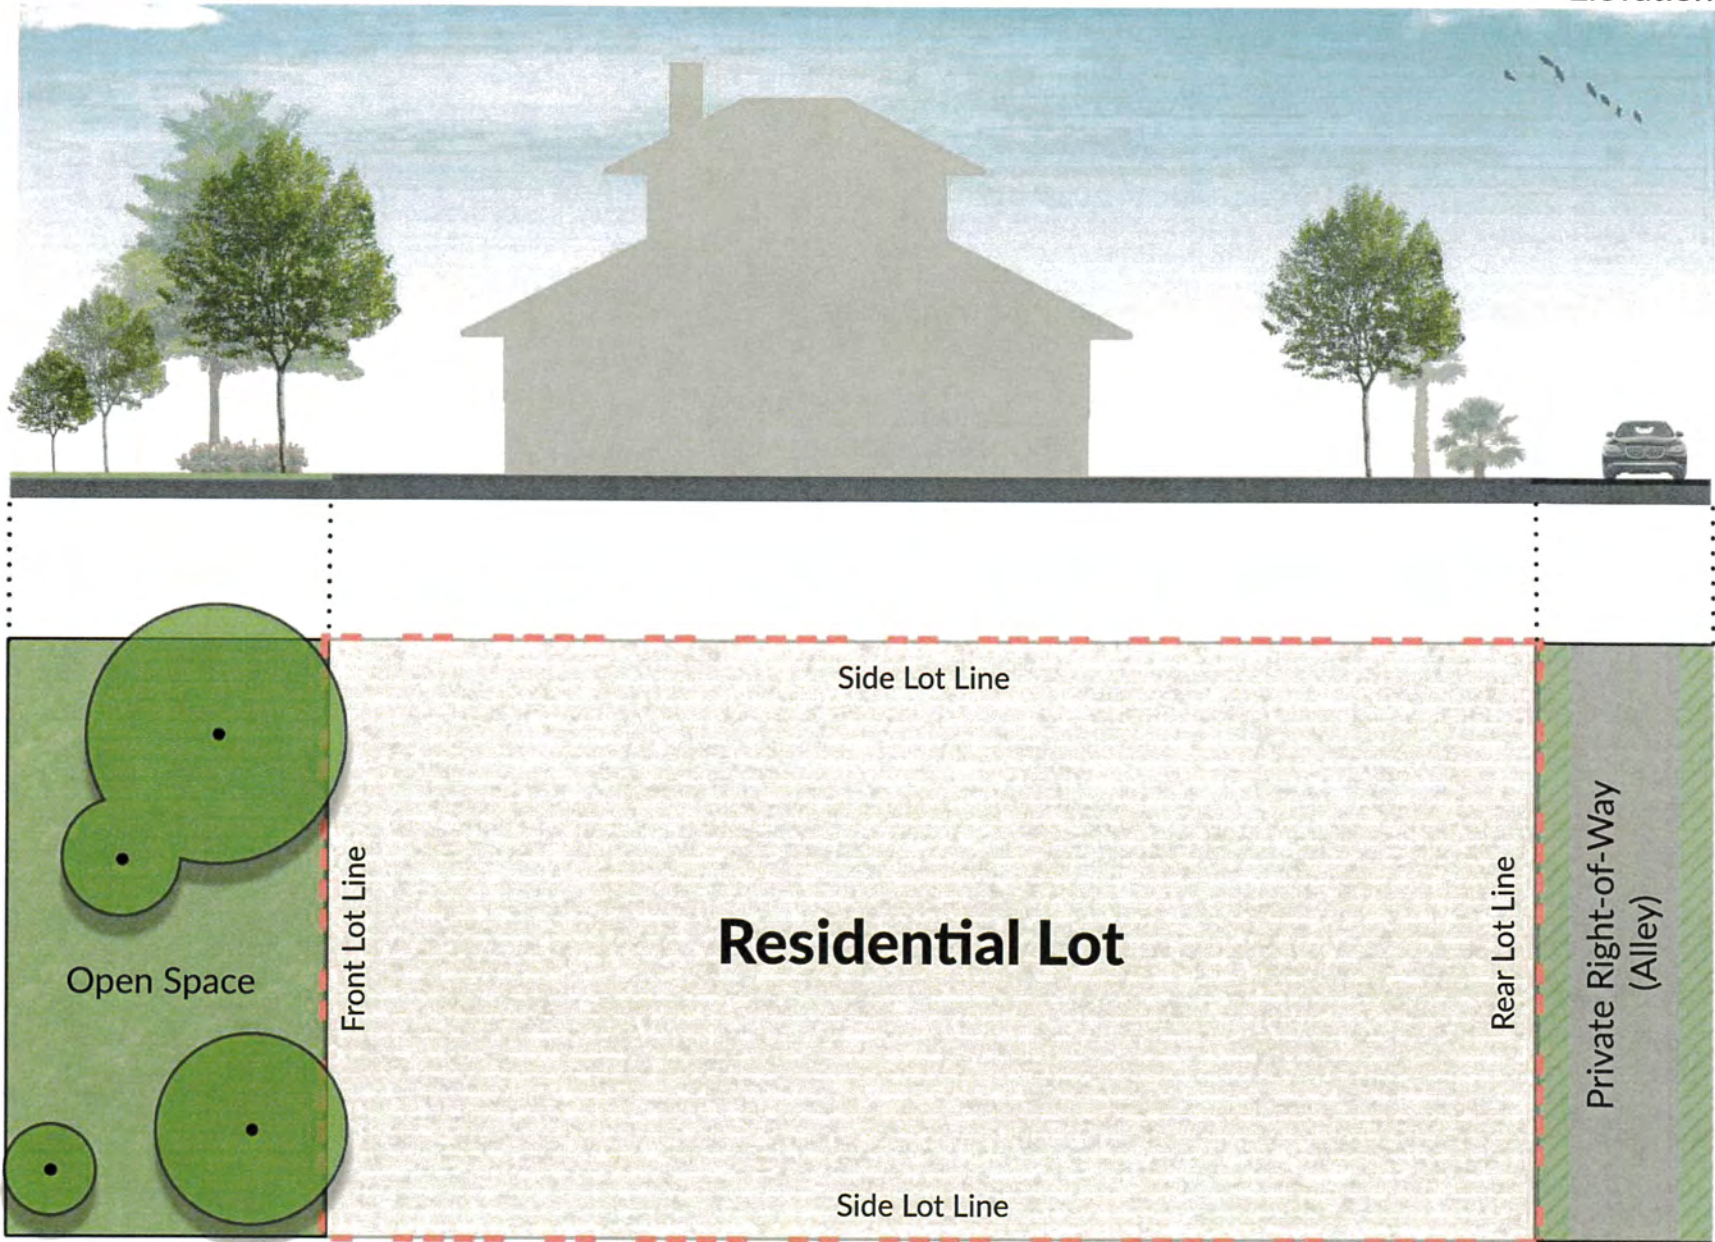 Side Lot Line
Front Lot Line
Residential Lot
Rear Lot Line
Private Right-of-Way
(Alley)
Open Space
Side Lot Line